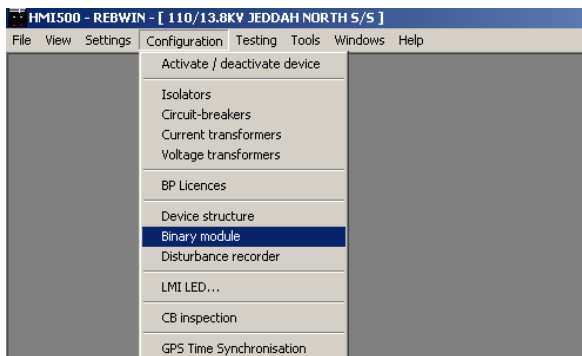 HMI500 - REBWIN - [ 110/13.8KV JEDDAH NORTH S/S ]
File View Settings Configuration Testing Tools Windows Help
Activate / deactivate device
Isolators
Circuit-breakers
Current transformers
Voltage transformers
BP Licences
Device structure
Binary module
Disturbance recorder
LMI LED...
CB inspection
GPS Time Synchronisation